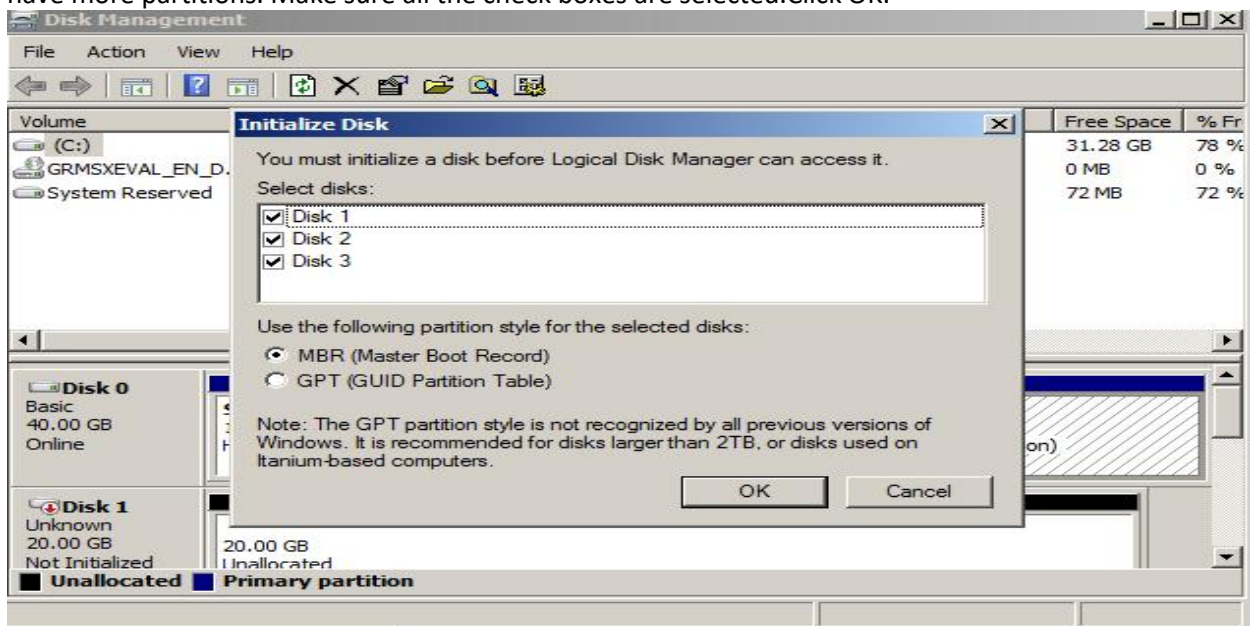 have more partitions. Make sure all the check boxes are selected.Click OK.
Disk Management
File Action View Help
Volume Free Space % Fr
(C:) 31.28 GB 78 %
GRMSXEVAL_EN_D. 0 MB 0 %
System Reserved 72 MB 72 %
Initialize Disk
You must initialize a disk before Logical Disk Manager can access it.
Select disks:
Disk 1
Disk 2
Disk 3
Use the following partition style for the selected disks:
MBR (Master Boot Record)
GPT (GUID Partition Table)
Note: The GPT partition style is not recognized by all previous versions of
Windows. It is recommended for disks larger than 2TB, or disks used on
Itanium-based computers.
OK Cancel
Disk 0
Basic
40.00 GB
Online
on)
Disk 1
Unknown
20.00 GB
Not Initialized
20.00 GB
Unallocated
Unallocated Primary partition